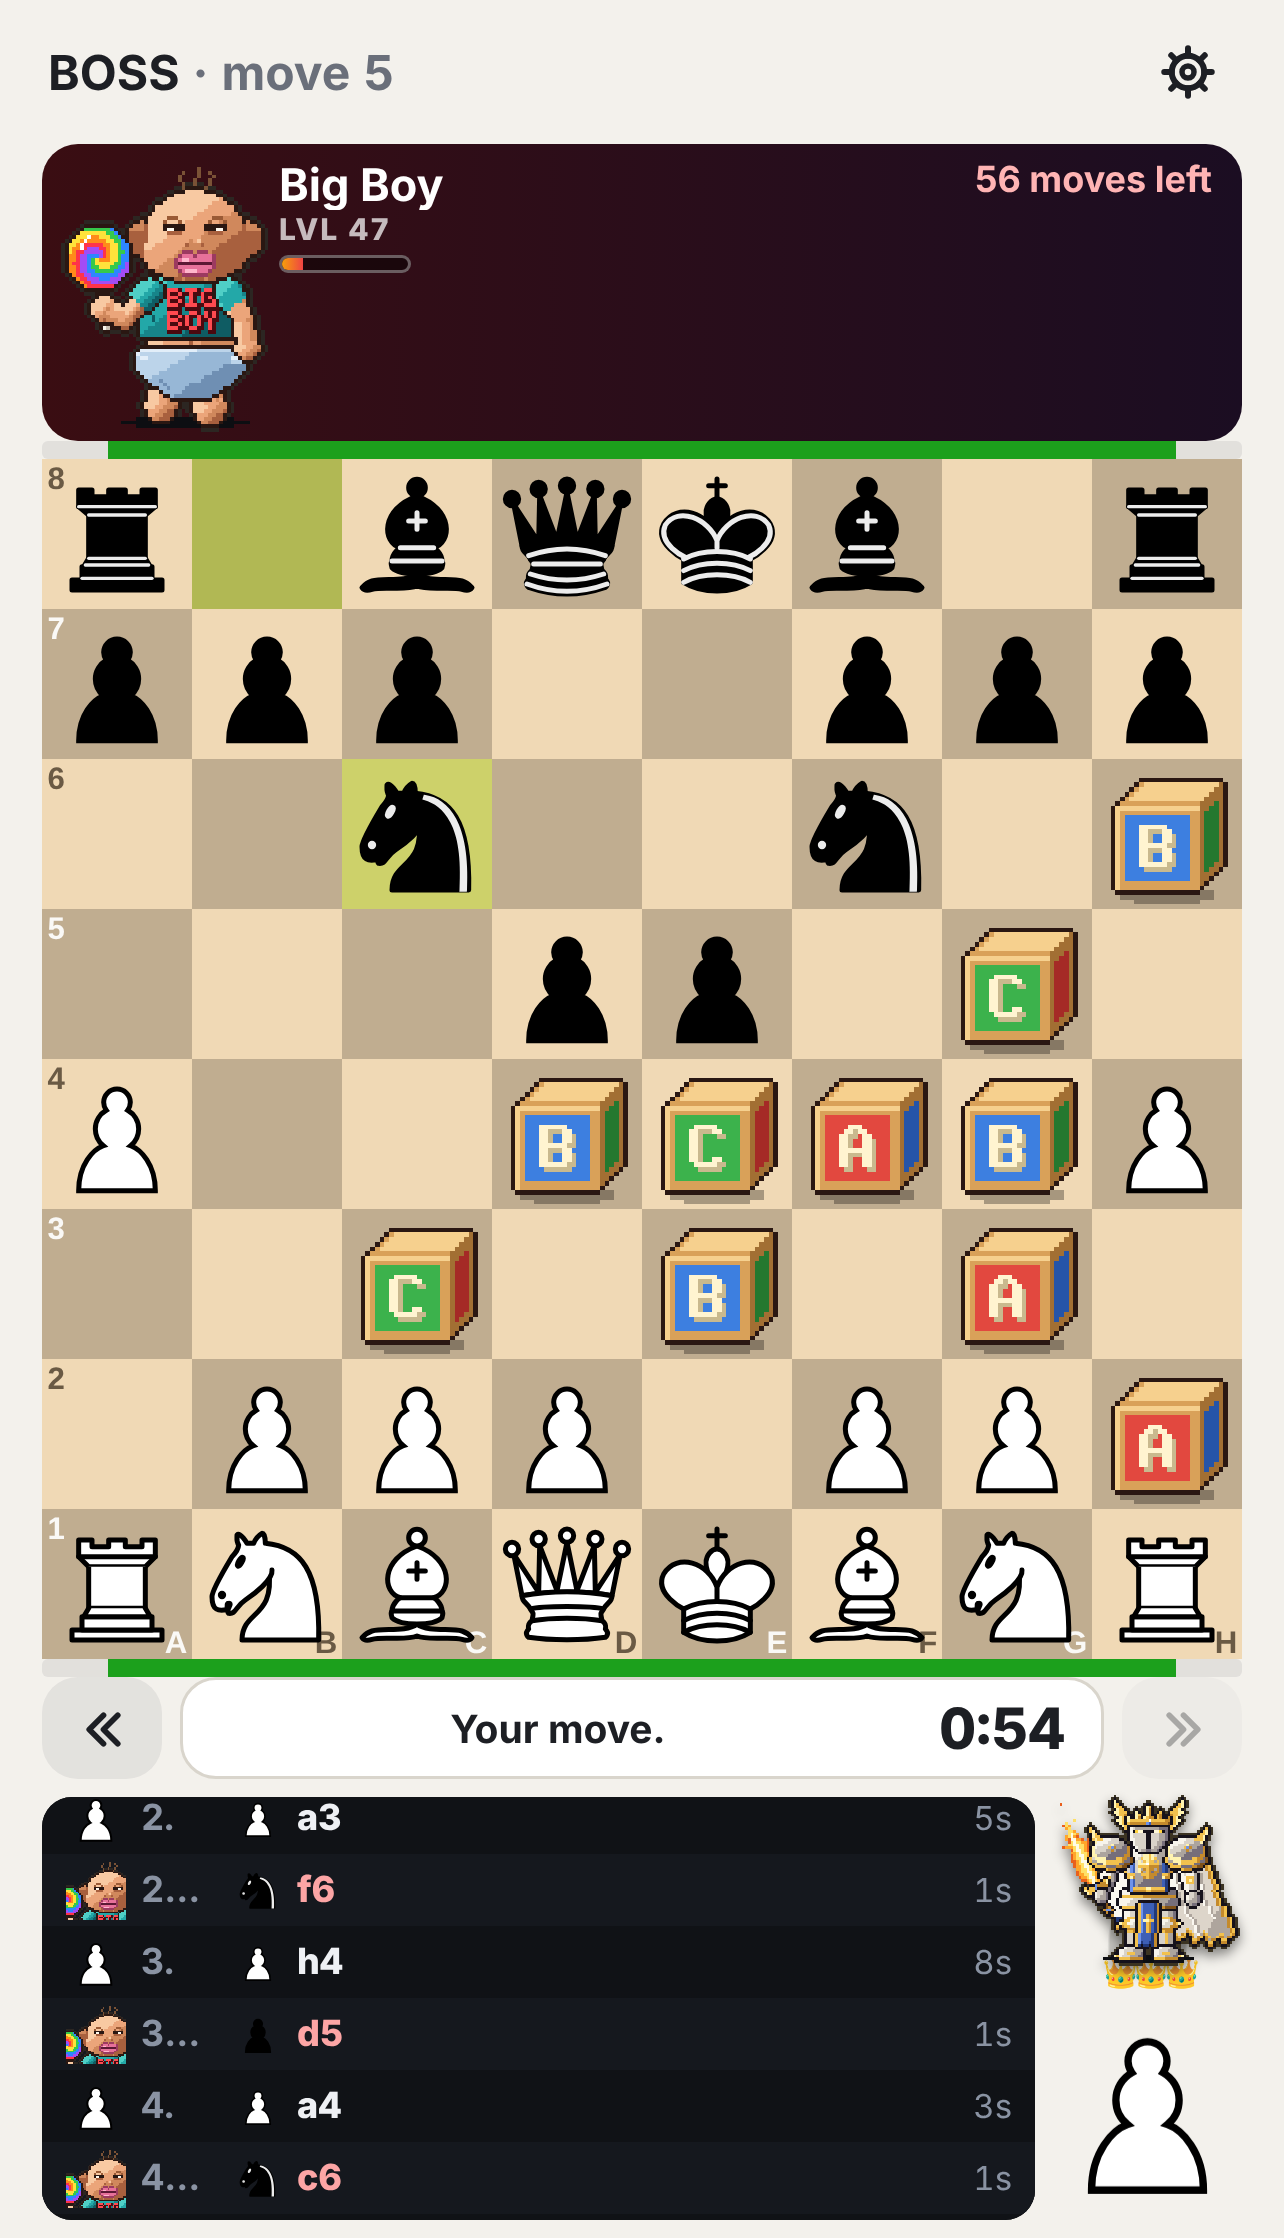 BOSS · move 5
Big Boy
56 moves left
LVL 47
BIG
BOY
8
7
6
B
5
C
4
B C A B
3
C B A
2
A
1
A B C D E F G H
Your move.
0:54
2. a3 5s
2... f6 1s
3. h4 8s
3... d5 1s
4. a4 3s
4... c6 1s